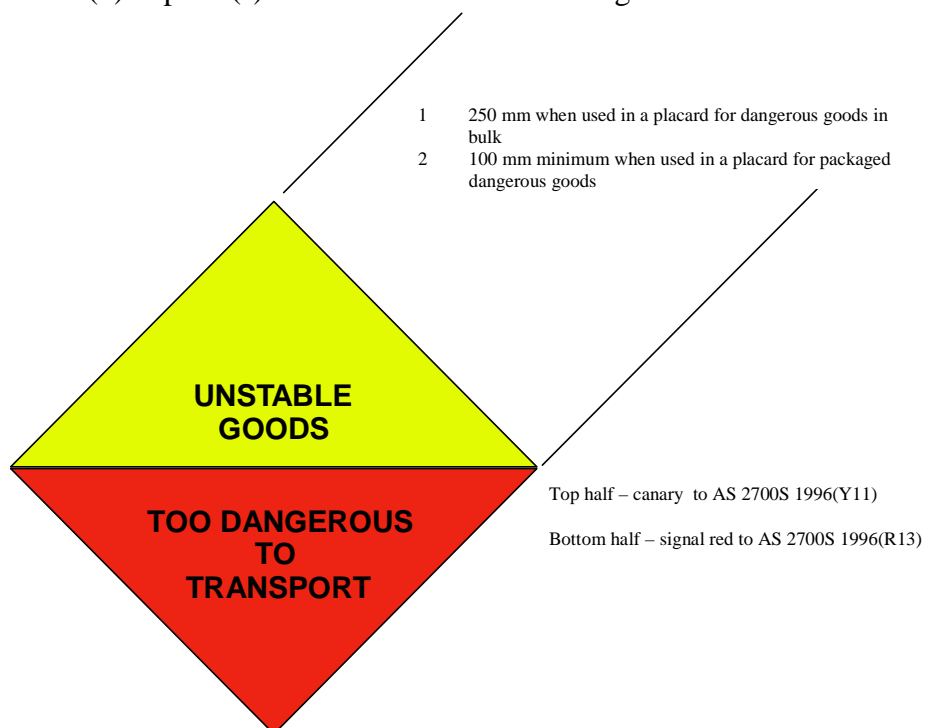 1 250 mm when used in a placard for dangerous goods in
bulk
2 100 mm minimum when used in a placard for packaged
dangerous goods
UNSTABLE
GOODS
Top half – canary to AS 2700S 1996(Y11)
TOO DANGEROUS
TO
TRANSPORT
Bottom half – signal red to AS 2700S 1996(R13)